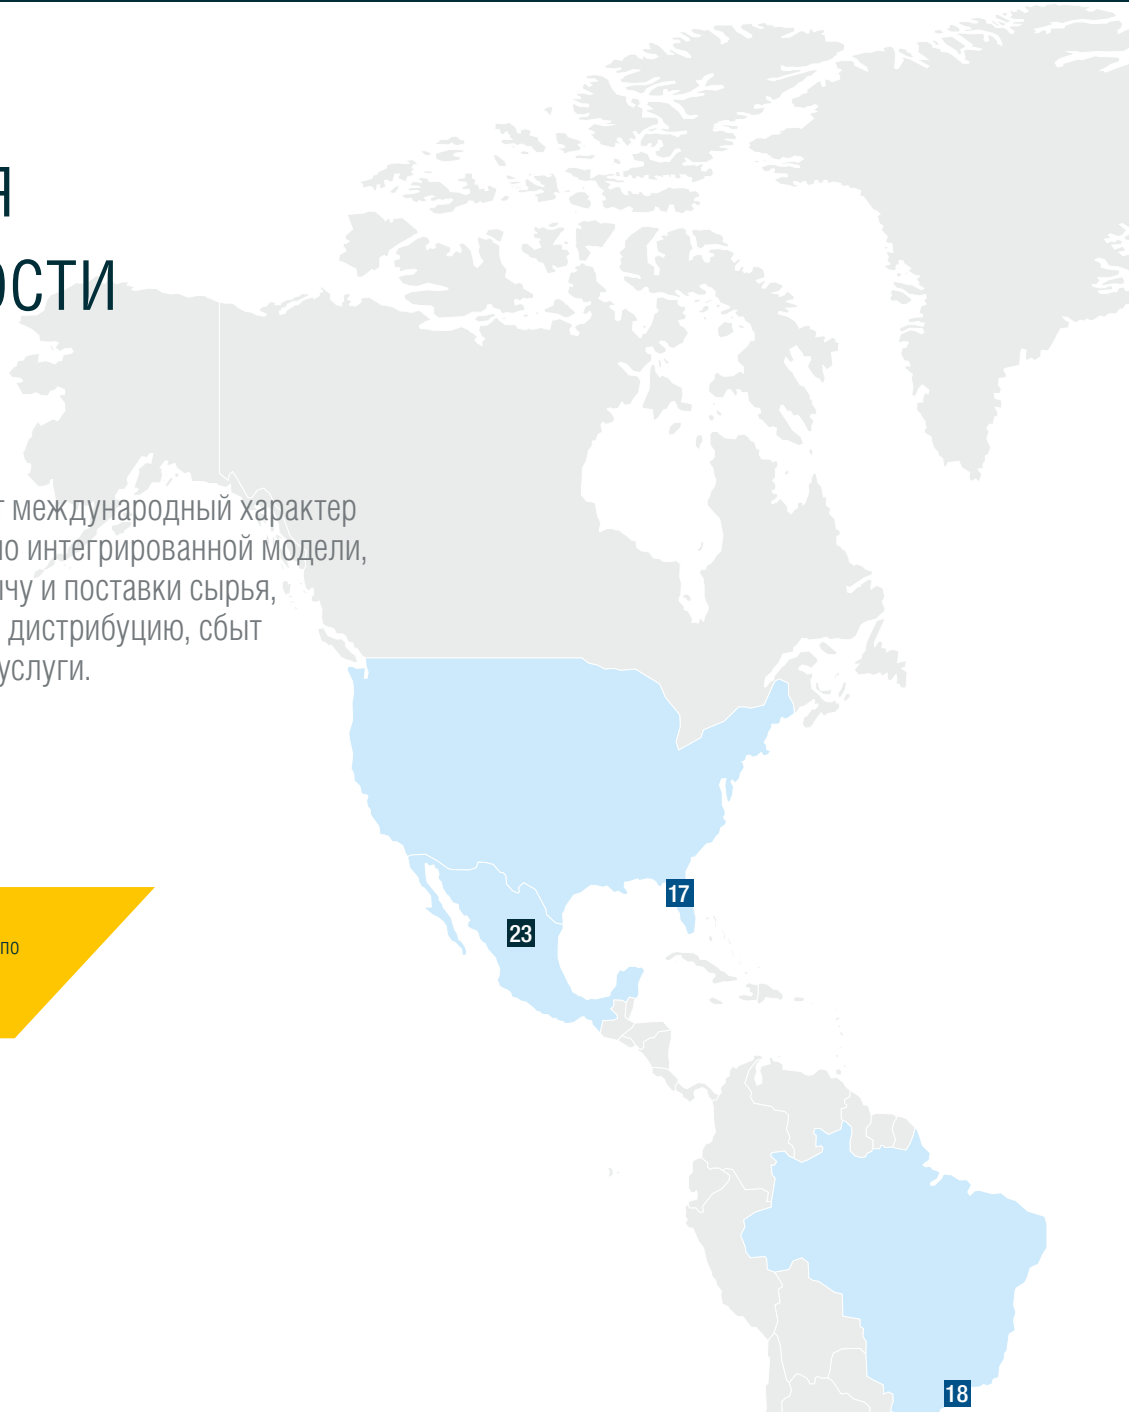 Я
ОСТИ
т международный характер
по интегрированной модели,
ычу и поставки сырья,
дистрибуцию, сбыт
услуги.
17
по
23
18